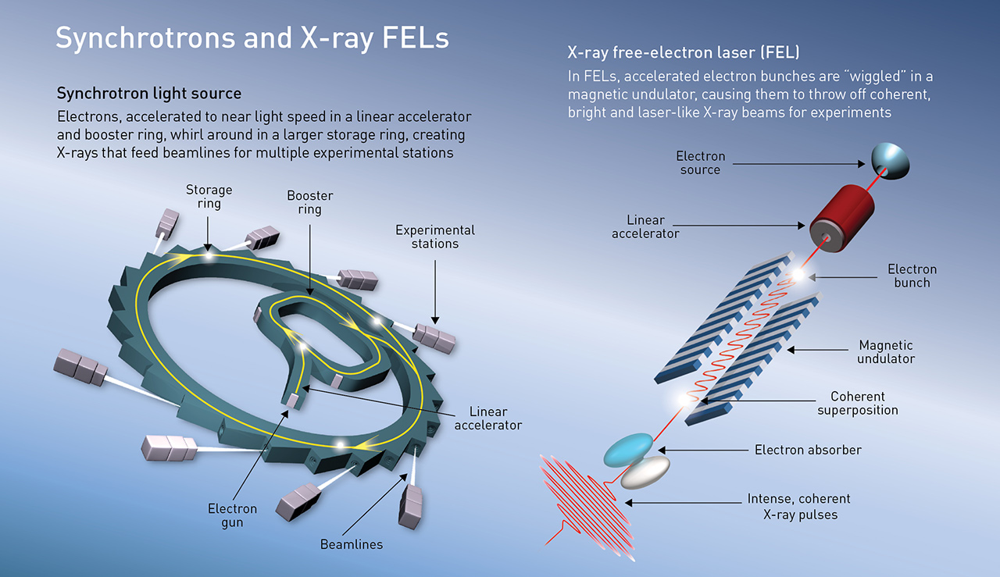 Synchrotrons and X-ray FELs
Synchrotron light source
Electrons, accelerated to near light speed in a linear accelerator
and booster ring, whirl around in a larger storage ring, creating
X-rays that feed beamlines for multiple experimental stations
Storage
ring
Booster
ring
Experimental
stations
Linear
accelerator
Electron
gun
Beamlines
X-ray free-electron laser (FEL)
In FELs, accelerated electron bunches are “wiggled” in a
magnetic undulator, causing them to throw off coherent,
bright and laser-like X-ray beams for experiments
Electron
source
Linear
accelerator
Electron
bunch
Magnetic
undulator
Coherent
superposition
Electron absorber
Intense, coherent
X-ray pulses